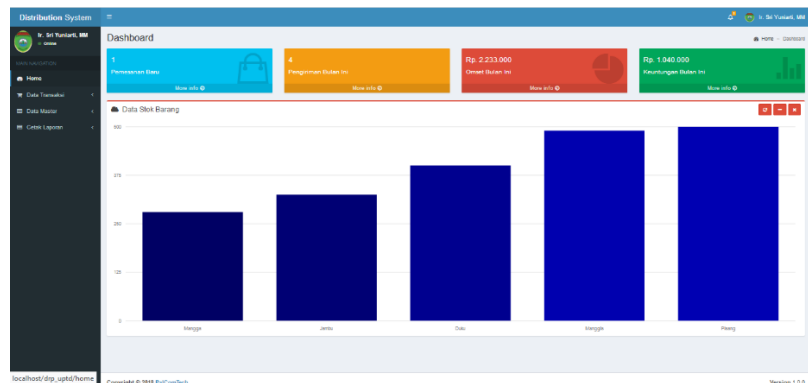 Distribution System
Ir. Sri Yuniarti, MM
Ir. Sri Yuniarti, MM
Online
MAIN NAVIGATION
Home
Data Transaksi
Data Master
Cetak Laporan
Dashboard
Home
Dashboard
1
Pemesanan Baru
More info
4
Pengiriman Bulan Ini
More info
Rp. 2.233.000
Omset Bulan Ini
More info
Rp. 1.040.000
Keuntungan Bulan Ini
More info
Data Stok Barang
500
375
250
125
0
Mangga
Jambu
Duku
Manggis
Pisang
localhost/drp_uptd/home
Copyright © 2018
Version 1.0.0